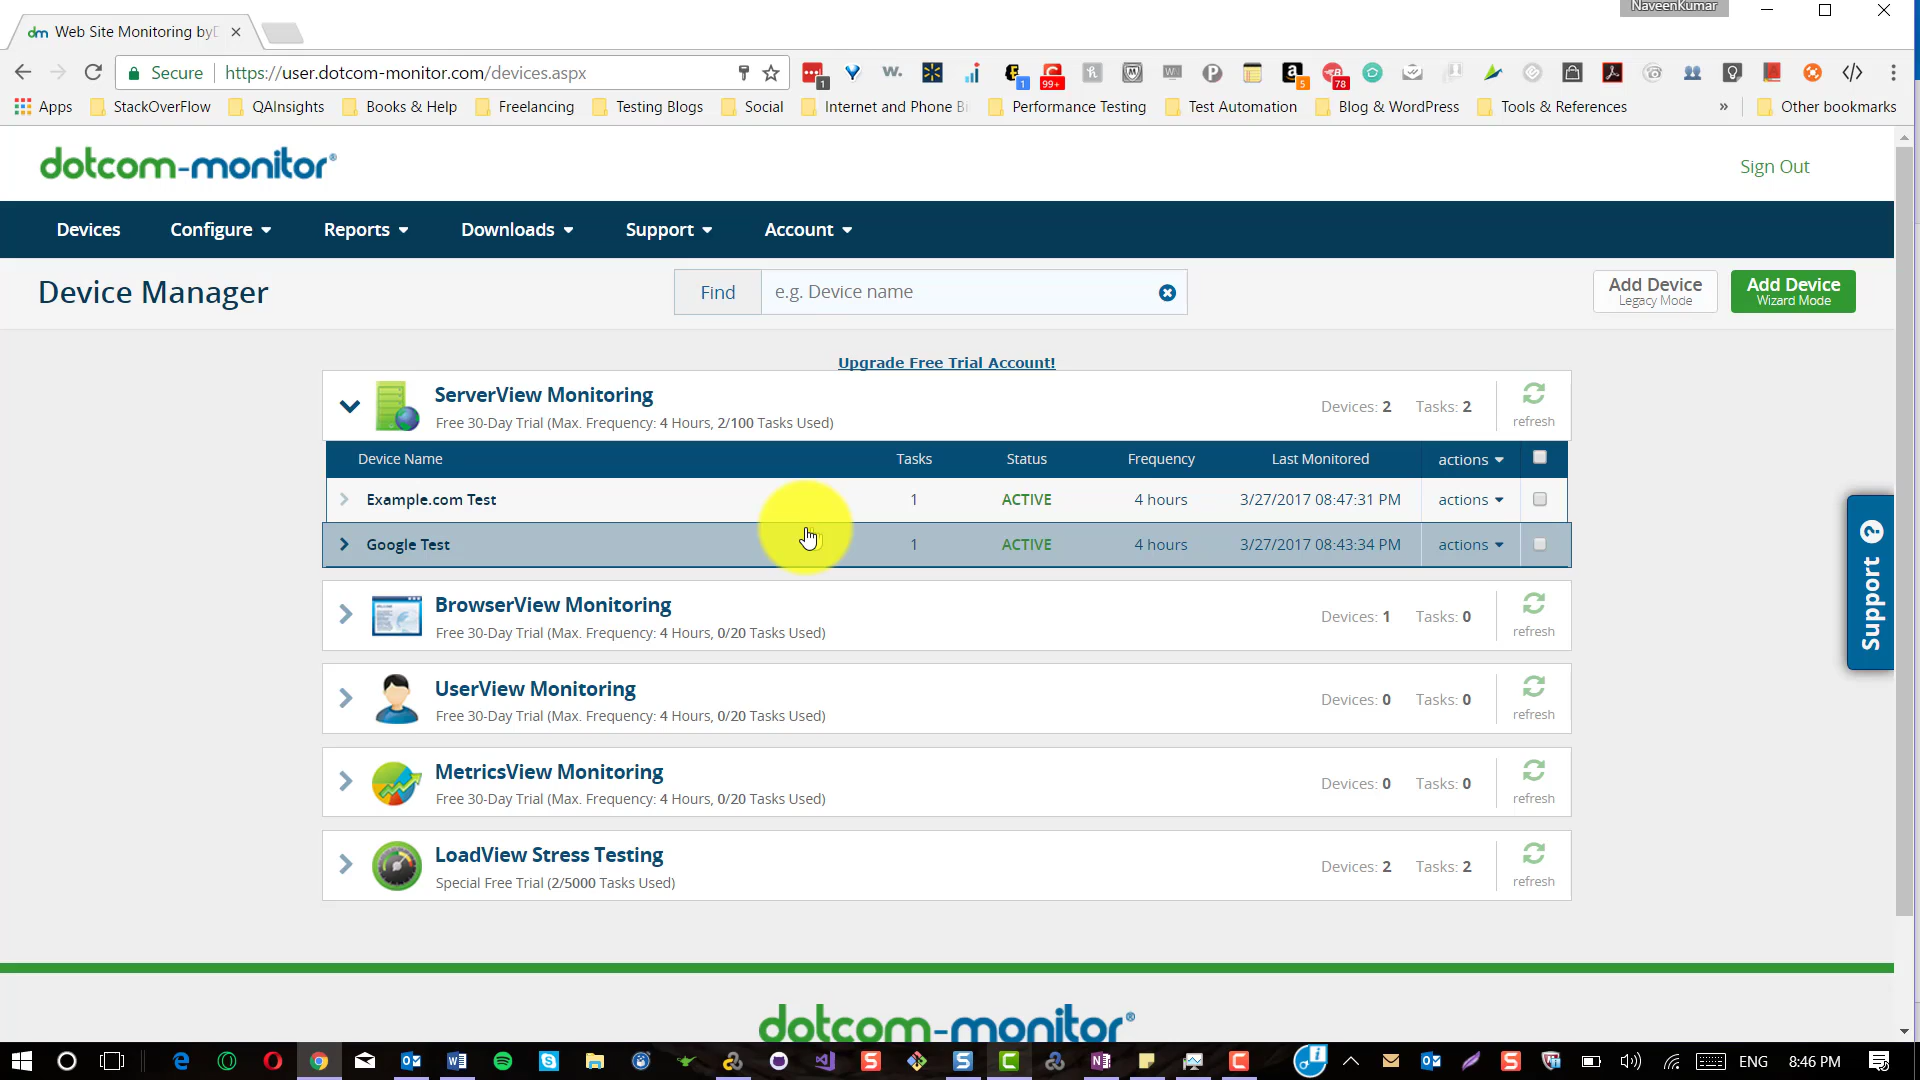 NaveenKumar
dm Web Site Monitoring byD
Secure https://user.dotcom-monitor.com/devices.aspx
1 1 99+ 5 78
Apps StackOverFlow QAInsights Books & Help Freelancing Testing Blogs Social Internet and Phone B Performance Testing Test Automation Blog & WordPress Tools & References » Other bookmarks
dotcom-monitor®
Sign Out
Devices Configure Reports Downloads Support Account
Device Manager
Find e.g. Device name
Add Device
Legacy Mode
Add Device
Wizard Mode
Upgrade Free Trial Account!
ServerView Monitoring
Free 30-Day Trial (Max. Frequency: 4 Hours, 2/100 Tasks Used)
Devices: 2 Tasks: 2 refresh
Device Name Tasks Status Frequency Last Monitored actions
Example.com Test 1 ACTIVE 4 hours 3/27/2017 08:47:31 PM actions
Google Test 1 ACTIVE 4 hours 3/27/2017 08:43:34 PM actions
BrowserView Monitoring
Free 30-Day Trial (Max. Frequency: 4 Hours, 0/20 Tasks Used)
Devices: 1 Tasks: 0 refresh
UserView Monitoring
Free 30-Day Trial (Max. Frequency: 4 Hours, 0/20 Tasks Used)
Devices: 0 Tasks: 0 refresh
MetricsView Monitoring
Free 30-Day Trial (Max. Frequency: 4 Hours, 0/20 Tasks Used)
Devices: 0 Tasks: 0 refresh
LoadView Stress Testing
Special Free Trial (2/5000 Tasks Used)
Devices: 2 Tasks: 2 refresh
Support ?
dotcom-monitor®
ENG 8:46 PM